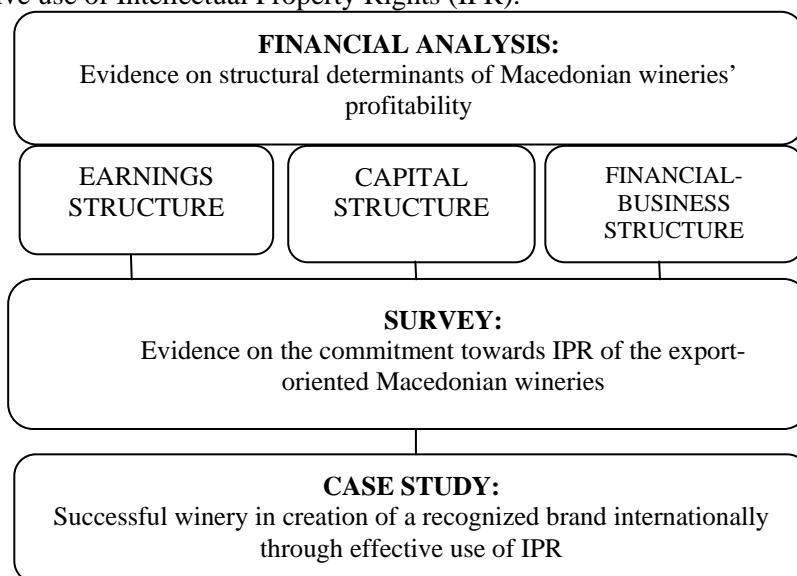 use of Intellectual Property Rights (IPR).
FINANCIAL ANALYSIS:
Evidence on structural determinants of Macedonian wineries'
profitability
EARNINGS
STRUCTURE
CAPITAL
STRUCTURE
FINANCIAL-
BUSINESS
STRUCTURE
SURVEY:
Evidence on the commitment towards IPR of the export-
oriented Macedonian wineries
CASE STUDY:
Successful winery in creation of a recognized brand internationally
through effective use of IPR